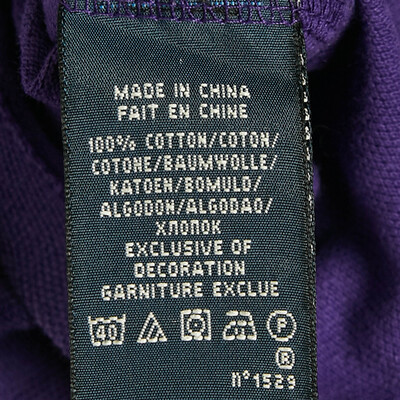 MADE IN CHINA
FAIT EN CHINE
100% COTTON/COTON/
COTONE/BAUMWOLLE/
KATOEN/BOMULD/
ALGODON/ALGODAO/
ХЛОПОК
EXCLUSIVE OF
DECORATION
GARNITURE EXCLUE
40 P
®
n° 1529